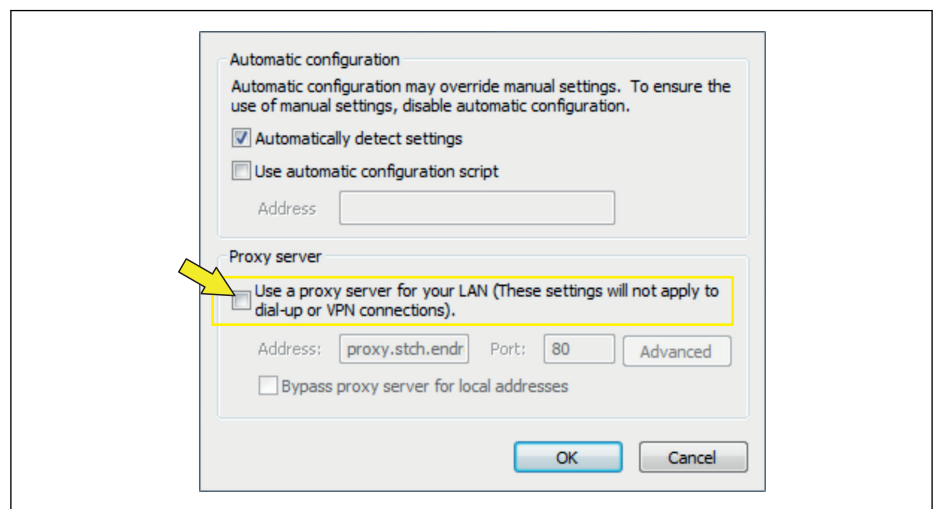 Automatic configuration
Automatic configuration may override manual settings.  To ensure the
use of manual settings, disable automatic configuration.
Automatically detect settings
Use automatic configuration script
Address
Proxy server
Use a proxy server for your LAN (These settings will not apply to
dial-up or VPN connections).
Address: proxy.stch.endr Port: 80 Advanced
Bypass proxy server for local addresses
OK Cancel